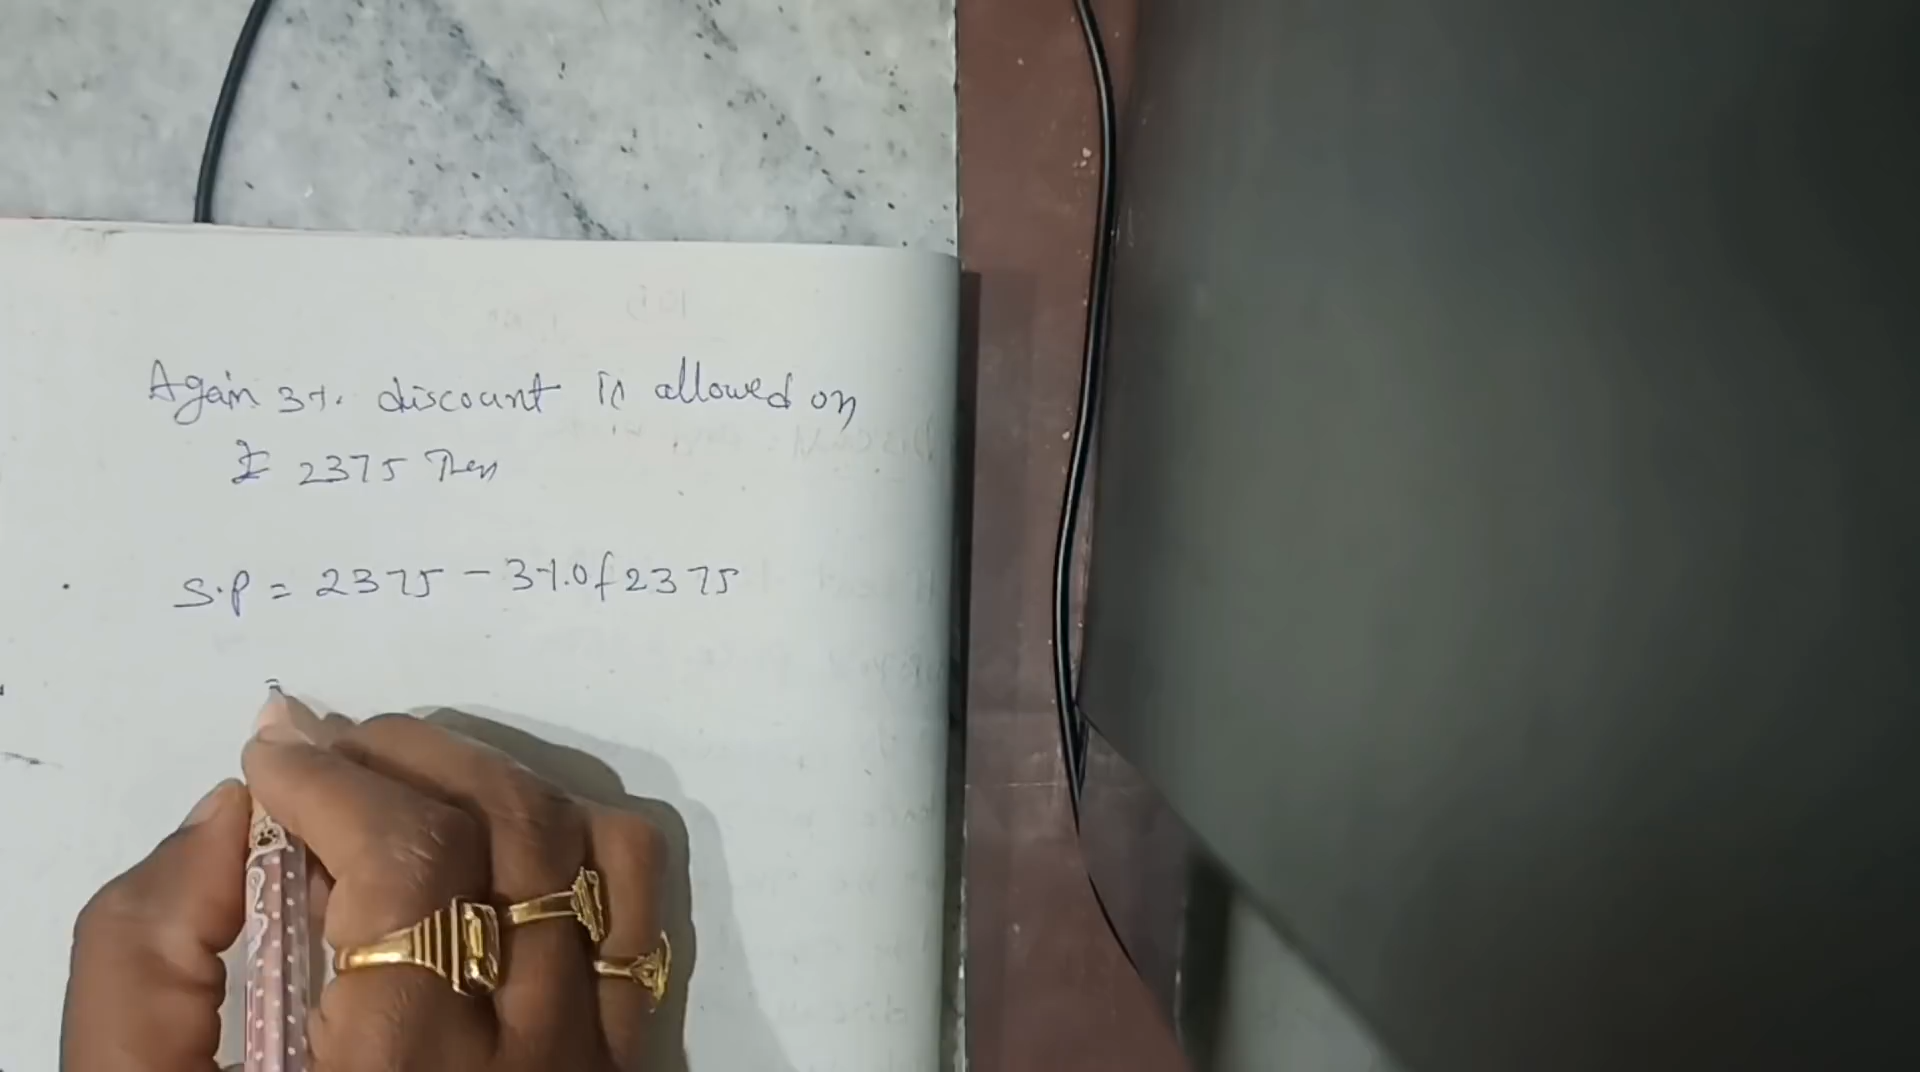 Again 3%. discount is allowed on
₹ 2375 Then
S.P = 2375 - 3%.of 2375
=